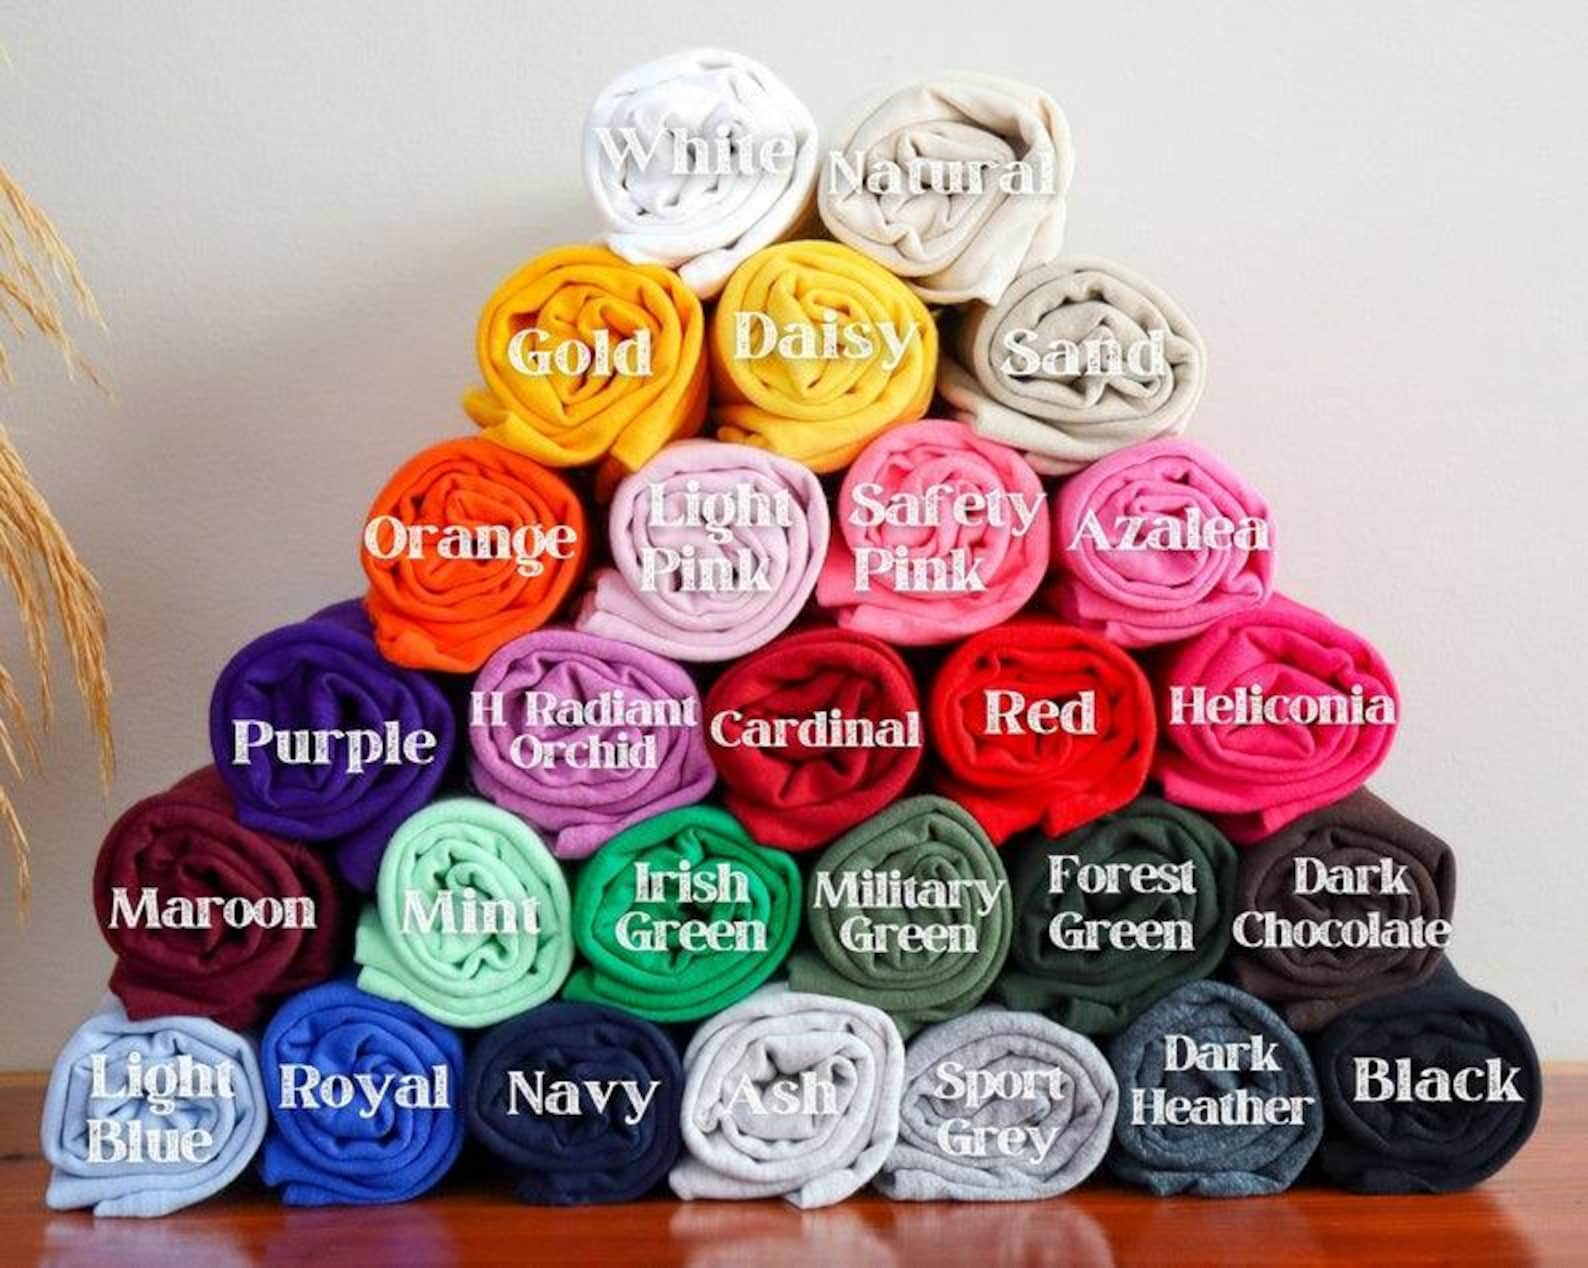 White
Natural
Gold
Daisy
Sand
Orange
Light
Pink
Safety
Pink
Azalea
Purple
H Radiant
Orchid
Cardinal
Red
Heliconia
Maroon
Mint
Irish
Green
Military
Green
Forest
Green
Dark
Chocolate
Light
Blue
Royal
Navy
Ash
Sport
Grey
Dark
Heather
Black